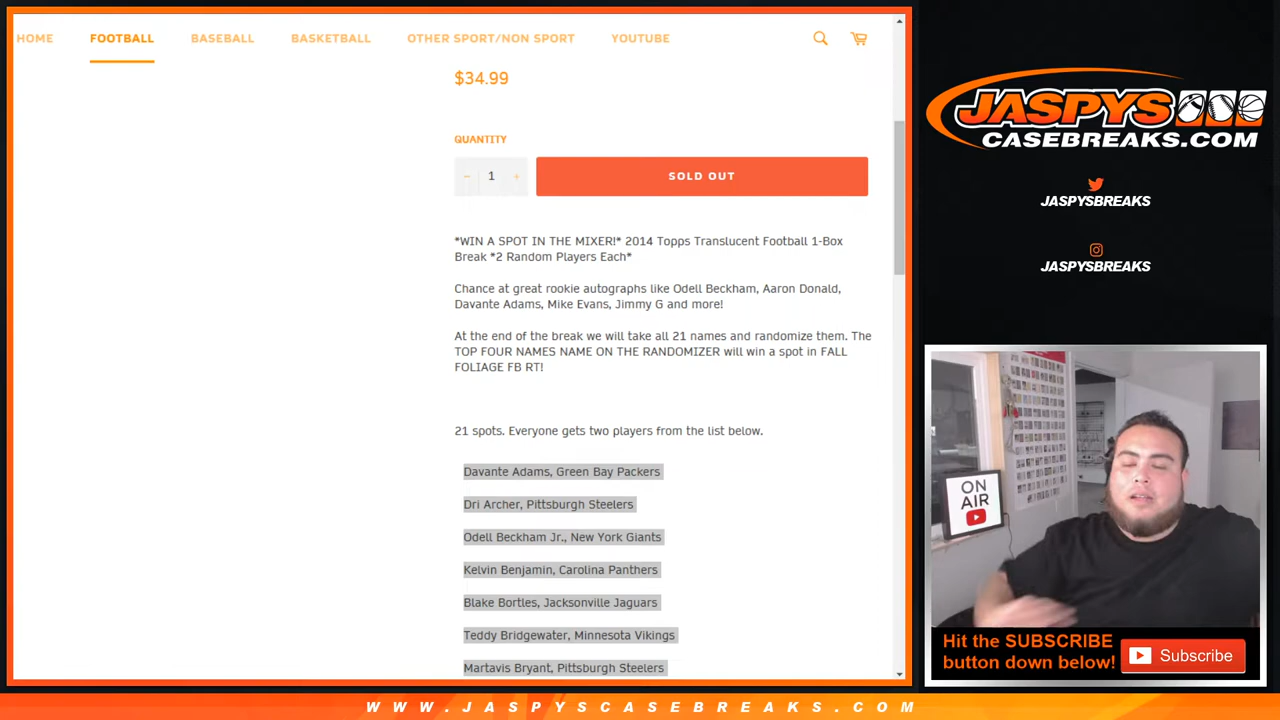 HOME FOOTBALL BASEBALL BASKETBALL OTHER SPORT/NON SPORT YOUTUBE
$34.99
QUANTITY
− 1 +
SOLD OUT
*WIN A SPOT IN THE MIXER!* 2014 Topps Translucent Football 1-Box
Break *2 Random Players Each*
Chance at great rookie autographs like Odell Beckham, Aaron Donald,
Davante Adams, Mike Evans, Jimmy G and more!
At the end of the break we will take all 21 names and randomize them. The
TOP FOUR NAMES NAME ON THE RANDOMIZER will win a spot in FALL
FOLIAGE FB RT!
21 spots. Everyone gets two players from the list below.
Davante Adams, Green Bay Packers
Dri Archer, Pittsburgh Steelers
Odell Beckham Jr., New York Giants
Kelvin Benjamin, Carolina Panthers
Blake Bortles, Jacksonville Jaguars
Teddy Bridgewater, Minnesota Vikings
Martavis Bryant, Pittsburgh Steelers
JASPYS
CASEBREAKS.COM
JASPYSBREAKS
JASPYSBREAKS
ON
AIR
Hit the SUBSCRIBE
button down below!
Subscribe
WWW.JASPYSCASEBREAKS.COM